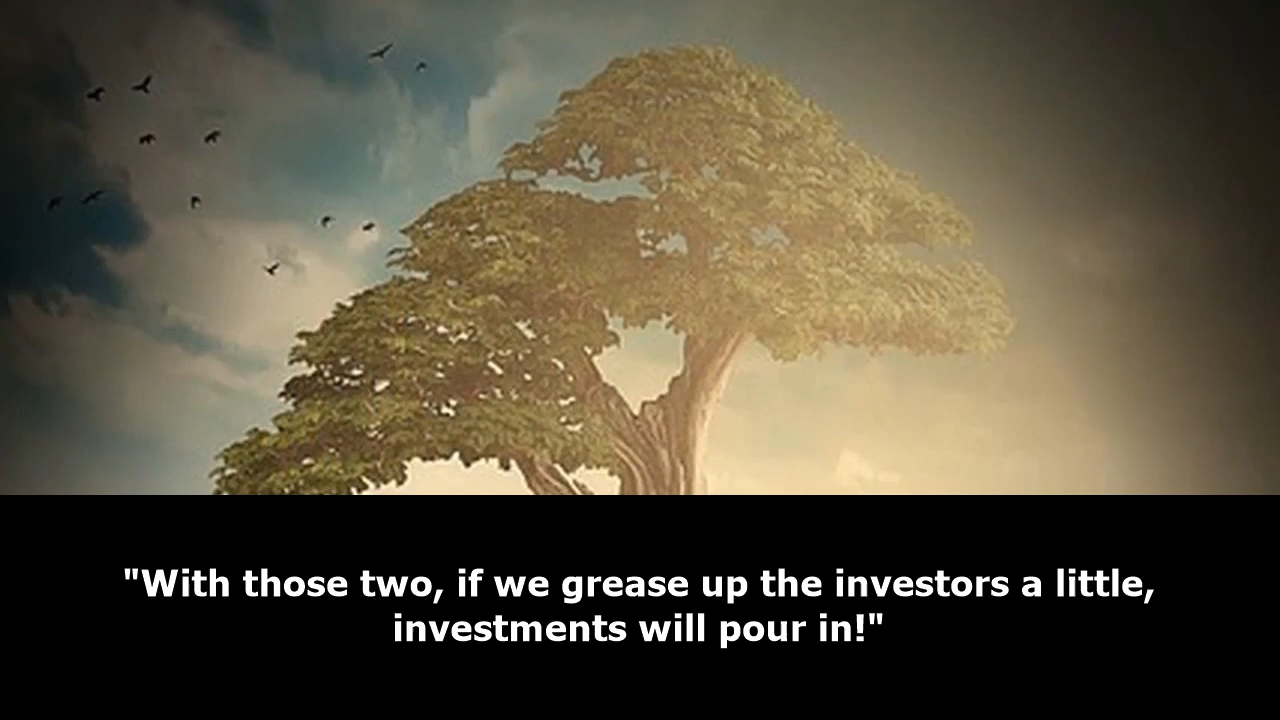 "With those two, if we grease up the investors a little,
investments will pour in!"